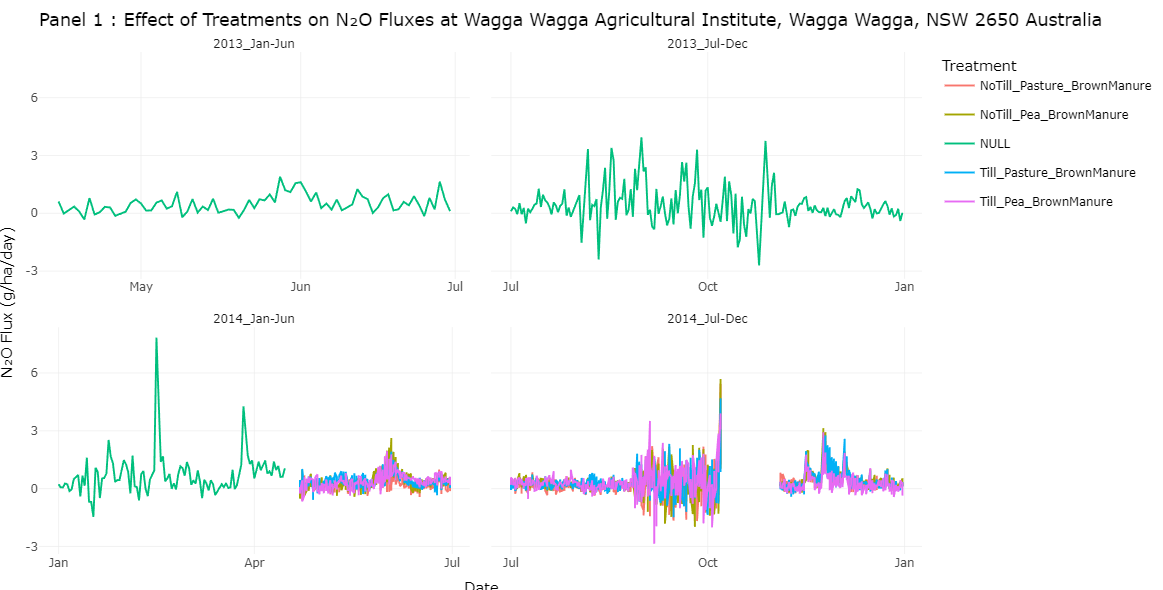 Panel 1 : Effect of Treatments on N₂O Fluxes at Wagga Wagga Agricultural Institute, Wagga Wagga, NSW 2650 Australia
2013_Jan-Jun
2013_Jul-Dec
Treatment
NoTill_Pasture_BrownManure
NoTill_Pea_BrownManure
NULL
Till_Pasture_BrownManure
Till_Pea_BrownManure
6
3
0
-3
May
Jun
Jul
Jul
Oct
Jan
N₂O Flux (g/ha/day)
2014_Jan-Jun
2014_Jul-Dec
6
3
0
-3
Jan
Apr
Jul
Jul
Oct
Jan
Date